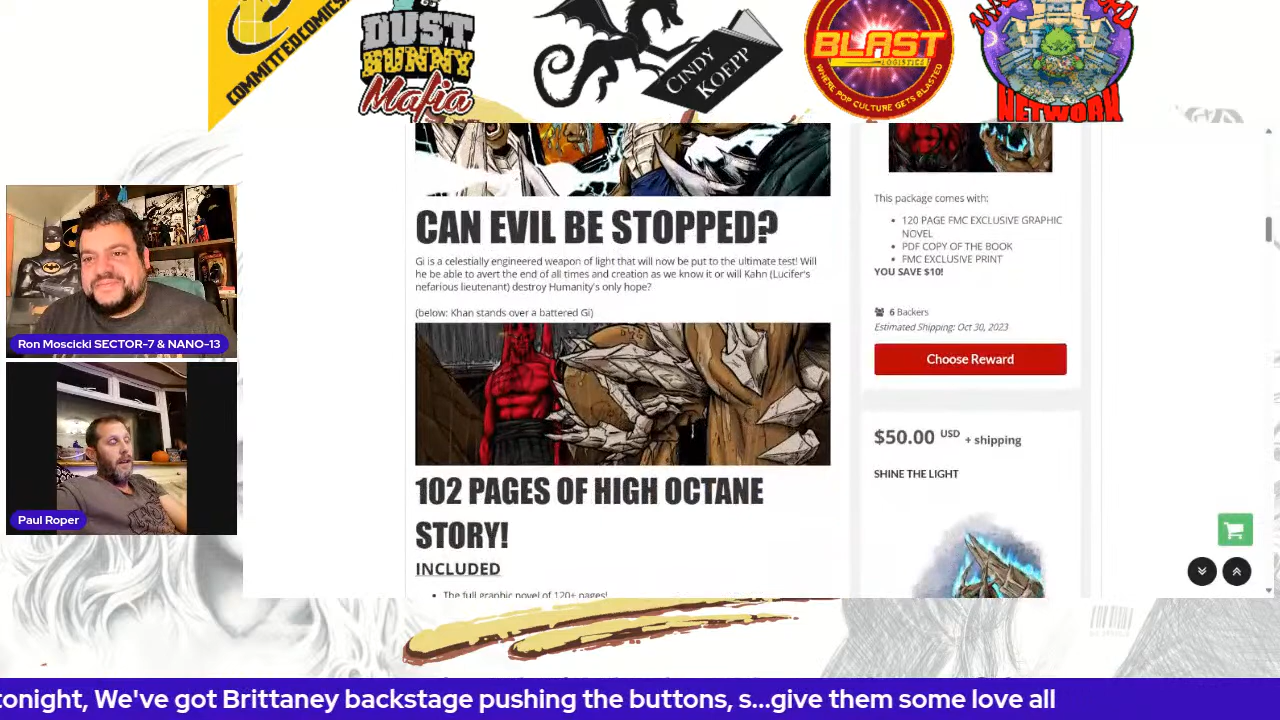 COMMITTEDCOMICS
DUST
BUNNY
Mafia
CINDY
KOEPP
BLAST
LOGISTICS
WHERE POP CULTURE GETS BLASTED
NETWORK
CAN EVIL BE STOPPED?
Gi is a celestially engineered weapon of light that will now be put to the ultimate test! Will
he be able to avert the end of all times and creation as we know it or will Kahn (Lucifer's
nefarious lieutenant) destroy Humanity's only hope?
(below: Khan stands over a battered Gi)
102 PAGES OF HIGH OCTANE
STORY!
INCLUDED
• The full graphic novel of 120+ pages!
This package comes with:
• 120 PAGE FMC EXCLUSIVE GRAPHIC
NOVEL
• PDF COPY OF THE BOOK
• FMC EXCLUSIVE PRINT
YOU SAVE $10!
6 Backers
Estimated Shipping: Oct 30, 2023
Choose Reward
$50.00 USD + shipping
SHINE THE LIGHT
Ron Moscicki SECTOR-7 & NANO-13
Paul Roper
tonight, We've got Brittaney backstage pushing the buttons, s...give them some love all